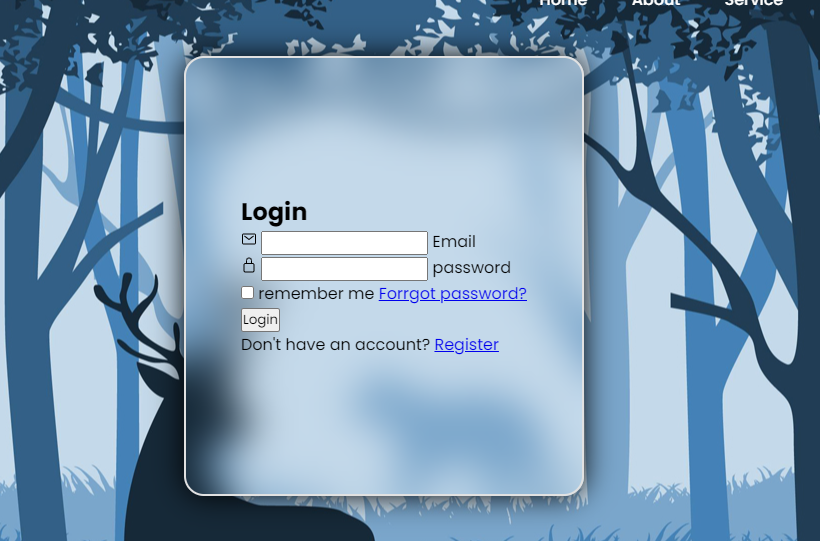 Home About Service
Login
Email
password
remember me Forrgot password?
Login
Don't have an account? Register